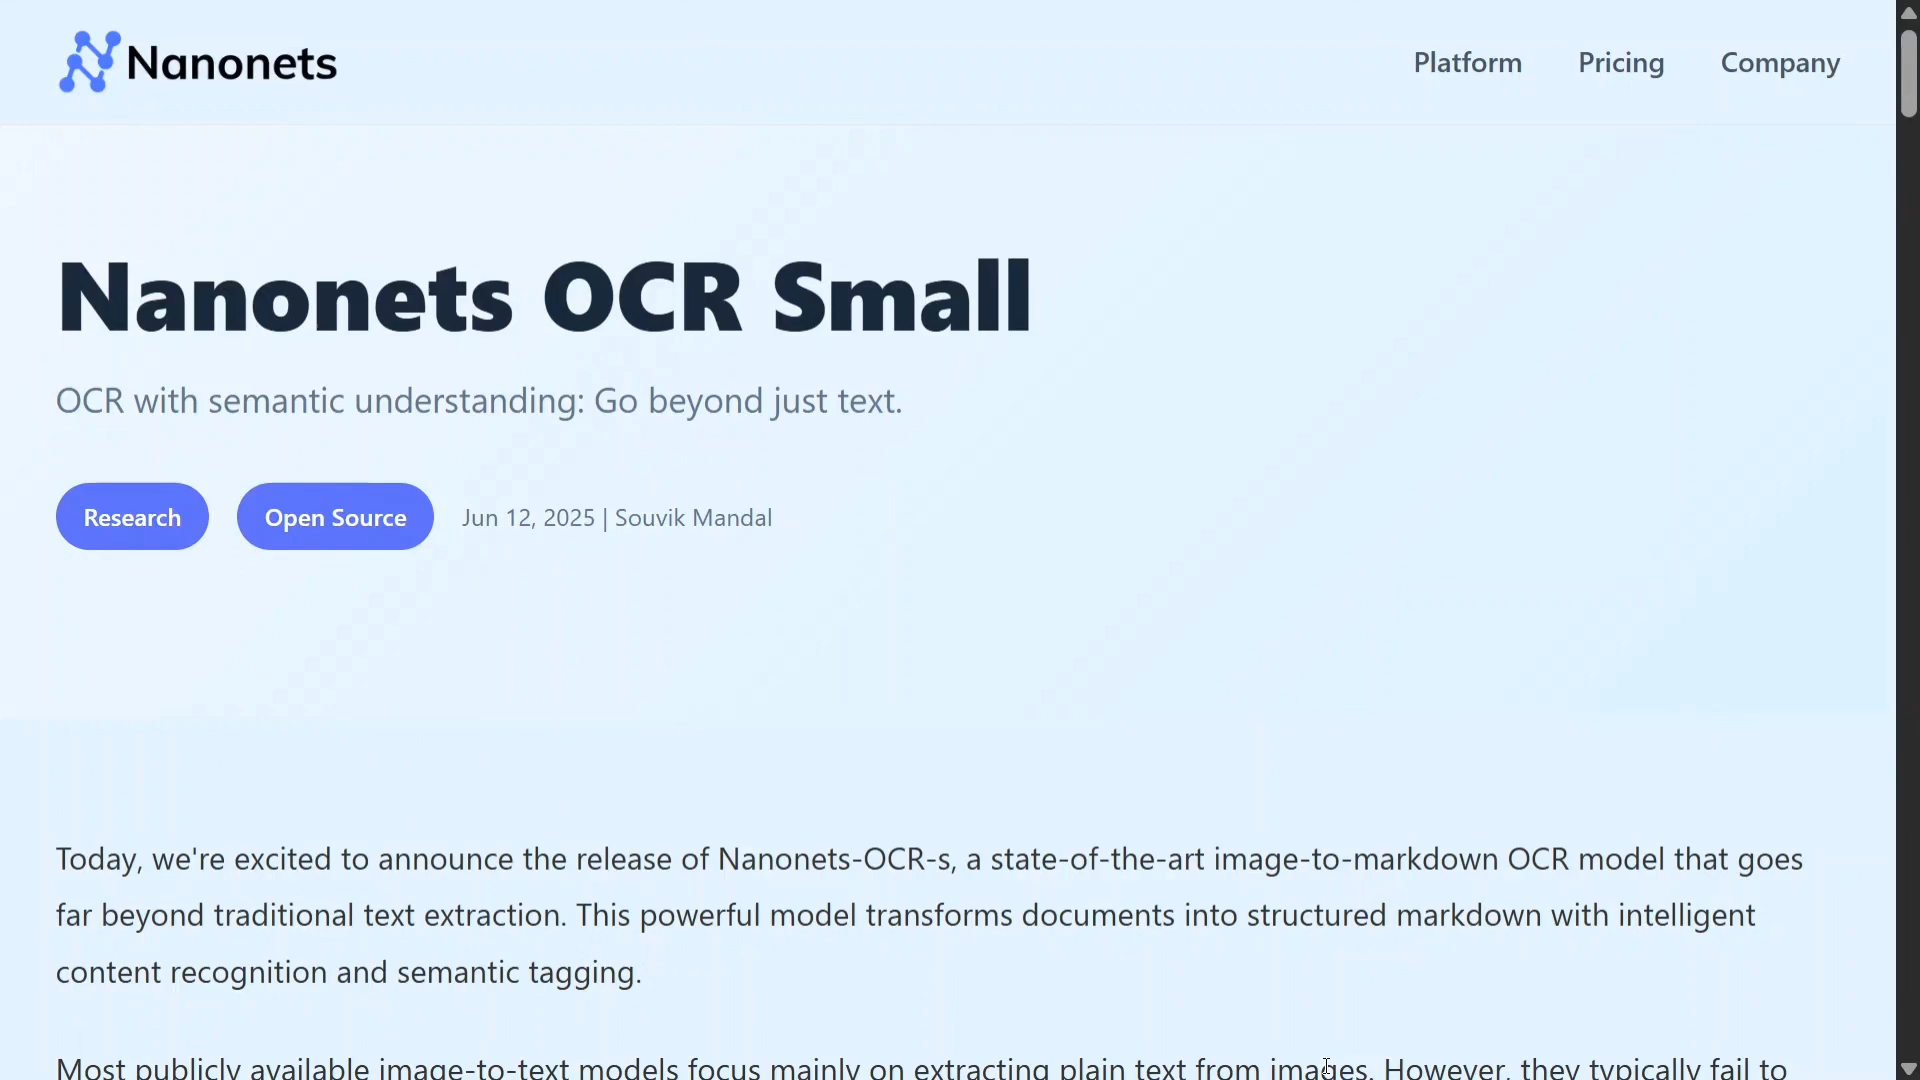 Nanonets
Platform
Pricing
Company
Nanonets OCR Small
OCR with semantic understanding: Go beyond just text.
Research
Open Source
Jun 12, 2025 | Souvik Mandal
Today, we're excited to announce the release of Nanonets-OCR-s, a state-of-the-art image-to-markdown OCR model that goes
far beyond traditional text extraction. This powerful model transforms documents into structured markdown with intelligent
content recognition and semantic tagging.
Most publicly available image-to-text models focus mainly on extracting plain text from images. However, they typically fail to